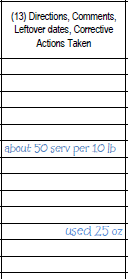 (13) Directions, Comments,
Leftover dates, Corrective
Actions Taken
about 50 serv per 10 lb
used 25 oz